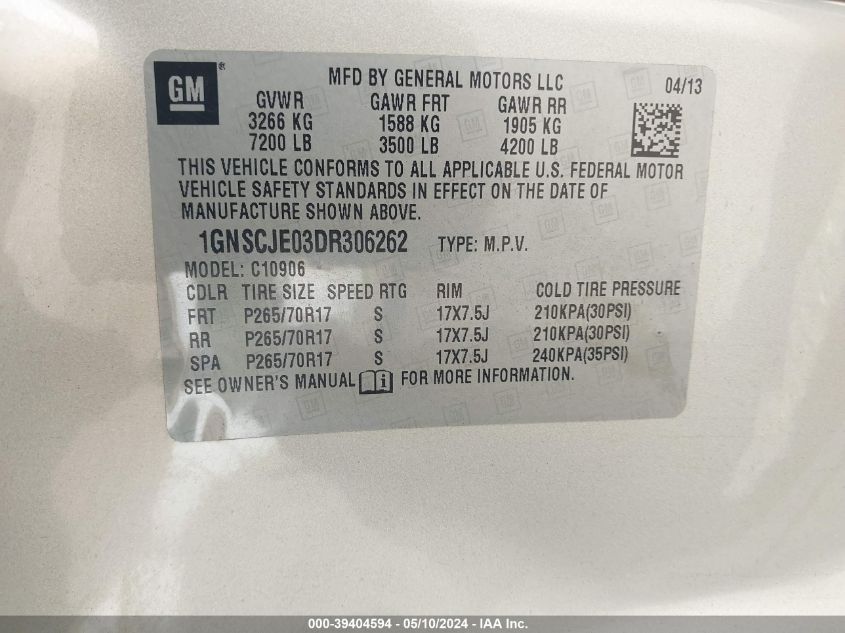 GM®
MFD BY GENERAL MOTORS LLC 04/13
GVWR GAWR FRT GAWR RR
3266 KG 1588 KG 1905 KG
7200 LB 3500 LB 4200 LB
THIS VEHICLE CONFORMS TO ALL APPLICABLE U.S. FEDERAL MOTOR
VEHICLE SAFETY STANDARDS IN EFFECT ON THE DATE OF
MANUFACTURE SHOWN ABOVE.
1GNSCJE03DR306262 TYPE: M.P.V.
MODEL: C10906
CDLR TIRE SIZE SPEED RTG RIM COLD TIRE PRESSURE
FRT P265/70R17 S 17X7.5J 210KPA(30PSI)
RR P265/70R17 S 17X7.5J 210KPA(30PSI)
SPA P265/70R17 S 17X7.5J 240KPA(35PSI)
SEE OWNER'S MANUAL i FOR MORE INFORMATION.
000-39404594 - 05/10/2024 - IAA Inc.